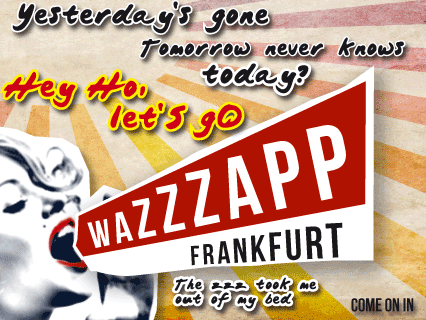 Yesterday's gone
Tomorrow never knows
today?
Hey Ho,
let's gO
WAZZZAPP
FRANKFURT
The zzz took me
out of my bed
COME ON IN